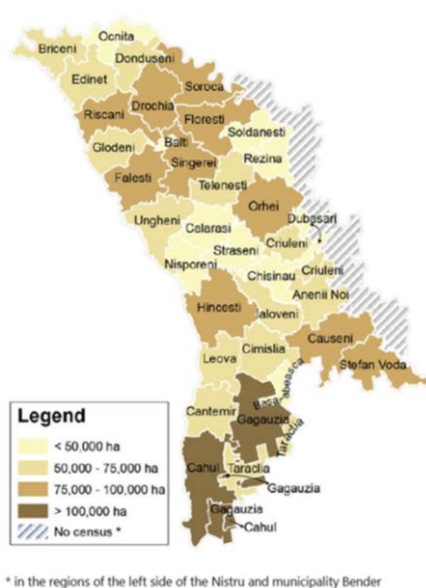 Ocnita
Briceni
Donduseni
Edinet
Soroca
Drochia
Riscani
Floresti
Soldanesti
Balti
Glodeni
Singerei
Rezina
Falesti
Telenesti
Orhei
Ungheni
Dubasari
Calarasi
Criuleni
Straseni
Nisporeni
Chisinau
Criuleni
Anenii Noi
Hincesti
Ialoveni
Causeni
Cimislia
Stefan Voda
Leova
Basarabeasca
Cantemir
Gagauzia
Taraclia
Cahul
Taraclia
Gagauzia
Gagauzia
Cahul
Legend
< 50,000 ha
50,000 - 75,000 ha
75,000 - 100,000 ha
> 100,000 ha
No census *
* in the regions of the left side of the Nistru and municipality Bender